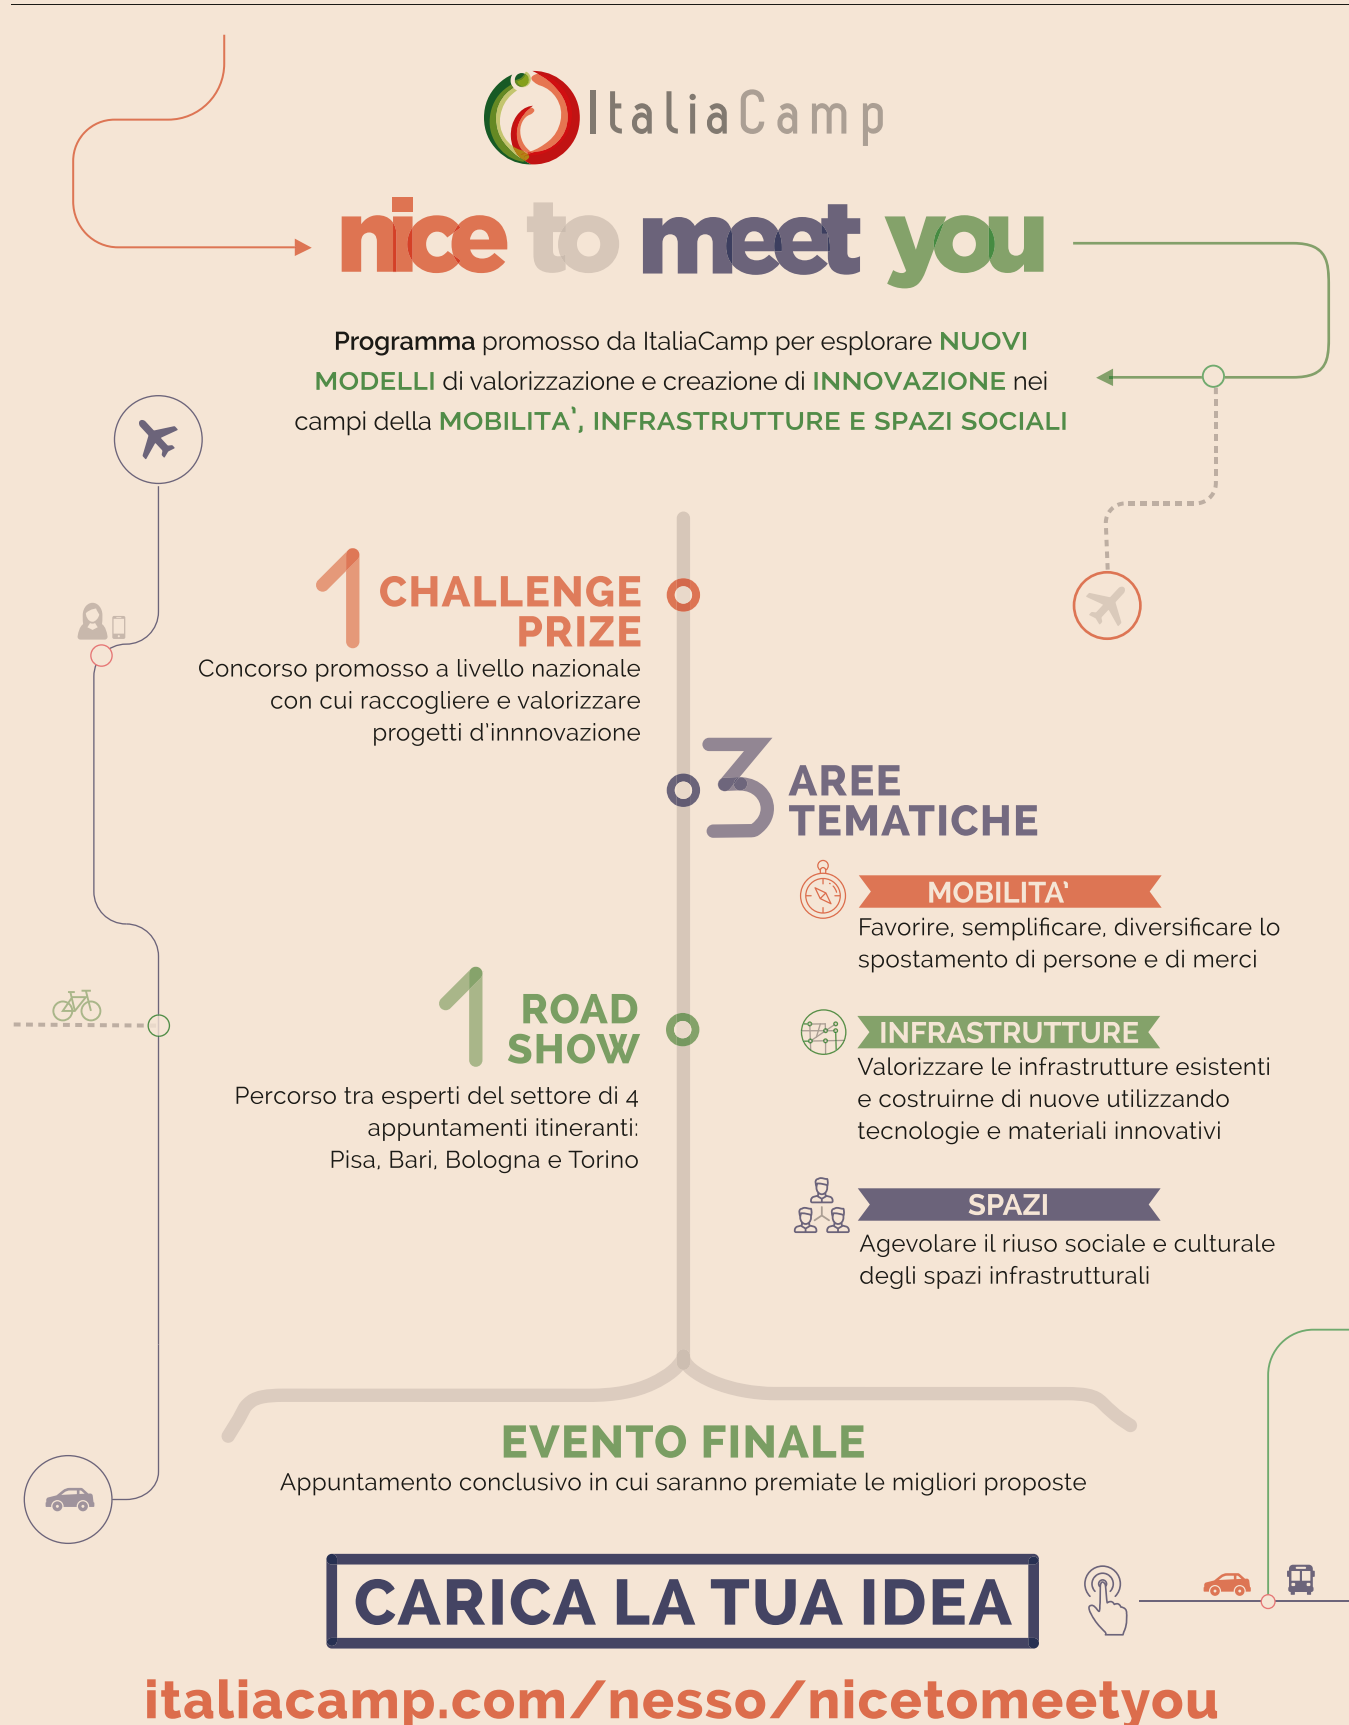 ItaliaCamp
nice to meet you
Programma promosso da ItaliaCamp per esplorare NUOVI
MODELLI di valorizzazione e creazione di INNOVAZIONE nei
campi della MOBILITA', INFRASTRUTTURE E SPAZI SOCIALI
1 CHALLENGE
PRIZE
Concorso promosso a livello nazionale
con cui raccogliere e valorizzare
progetti d'innnovazione
3 AREE
TEMATICHE
MOBILITA'
Favorire, semplificare, diversificare lo
spostamento di persone e di merci
1 ROAD
SHOW
Percorso tra esperti del settore di 4
appuntamenti itineranti:
Pisa, Bari, Bologna e Torino
INFRASTRUTTURE
Valorizzare le infrastrutture esistenti
e costruirne di nuove utilizzando
tecnologie e materiali innovativi
SPAZI
Agevolare il riuso sociale e culturale
degli spazi infrastrutturali
EVENTO FINALE
Appuntamento conclusivo in cui saranno premiate le migliori proposte
CARICA LA TUA IDEA
italiacamp.com/nesso/nicetomeetyou